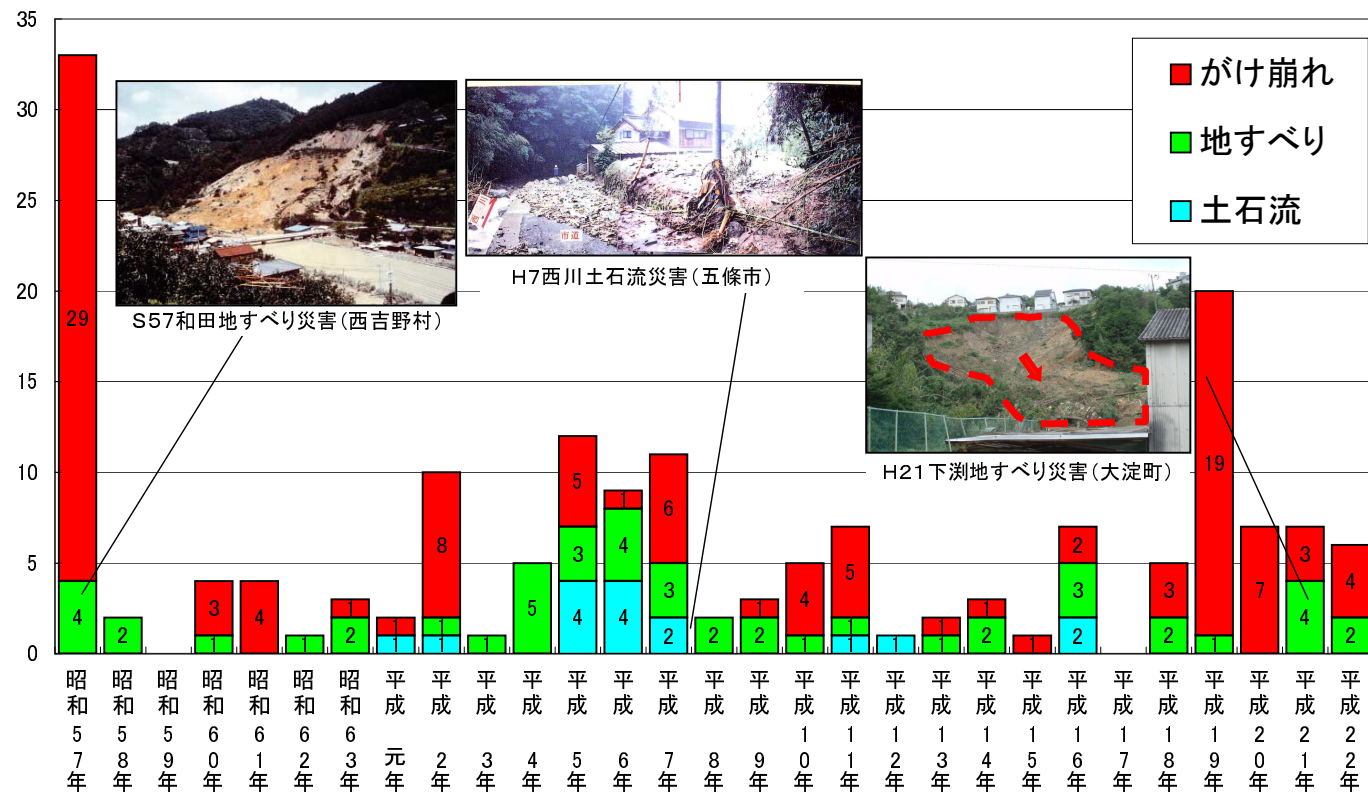 35
30
25
20
15
10
5
0
がけ崩れ
地すべり
土石流
S57和田地すべり災害(西吉野村)
市道
H7西川土石流災害(五條市)
H21下渕地すべり災害(大淀町)
29
4
2
3
1
4
1
1
2
1
1
8
1
1
1
5
5
3
4
1
4
4
6
3
2
2
1
2
4
1
5
1
1
1
1
1
1
2
1
2
3
2
3
2
19
1
7
3
4
4
2
昭和57年
昭和58年
昭和59年
昭和60年
昭和61年
昭和62年
昭和63年
平成元年
平成2年
平成3年
平成4年
平成5年
平成6年
平成7年
平成8年
平成9年
平成10年
平成11年
平成12年
平成13年
平成14年
平成15年
平成16年
平成17年
平成18年
平成19年
平成20年
平成21年
平成22年